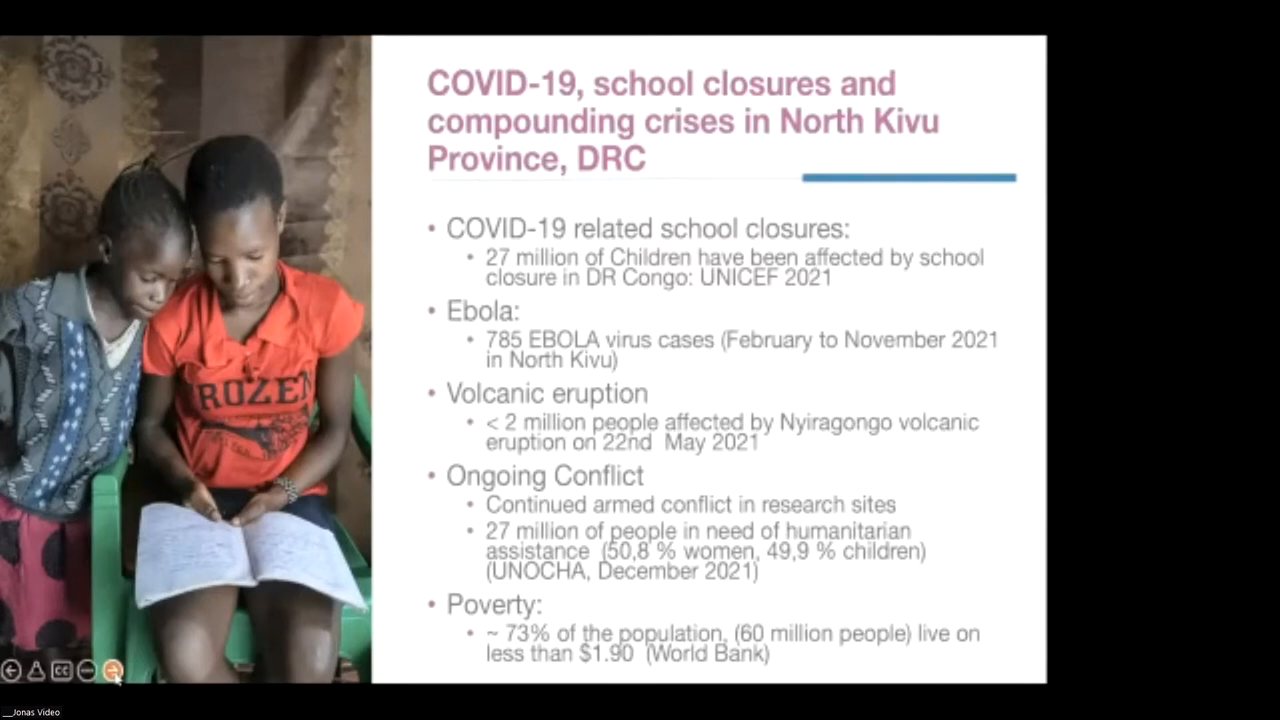 COVID-19, school closures and
compounding crises in North Kivu
Province, DRC
• COVID-19 related school closures:
• 27 million of Children have been affected by school
closure in DR Congo: UNICEF 2021
• Ebola:
• 785 EBOLA virus cases (February to November 2021
in North Kivu)
• Volcanic eruption
• < 2 million people affected by Nyiragongo volcanic
eruption on 22nd  May 2021
• Ongoing Conflict
• Continued armed conflict in research sites
• 27 million of people in need of humanitarian
assistance  (50,8 % women, 49,9 % children)
(UNOCHA, December 2021)
• Poverty:
• ~ 73% of the population, (60 million people) live on
less than $1.90  (World Bank)
ROZEN
CC
__Jonas Video